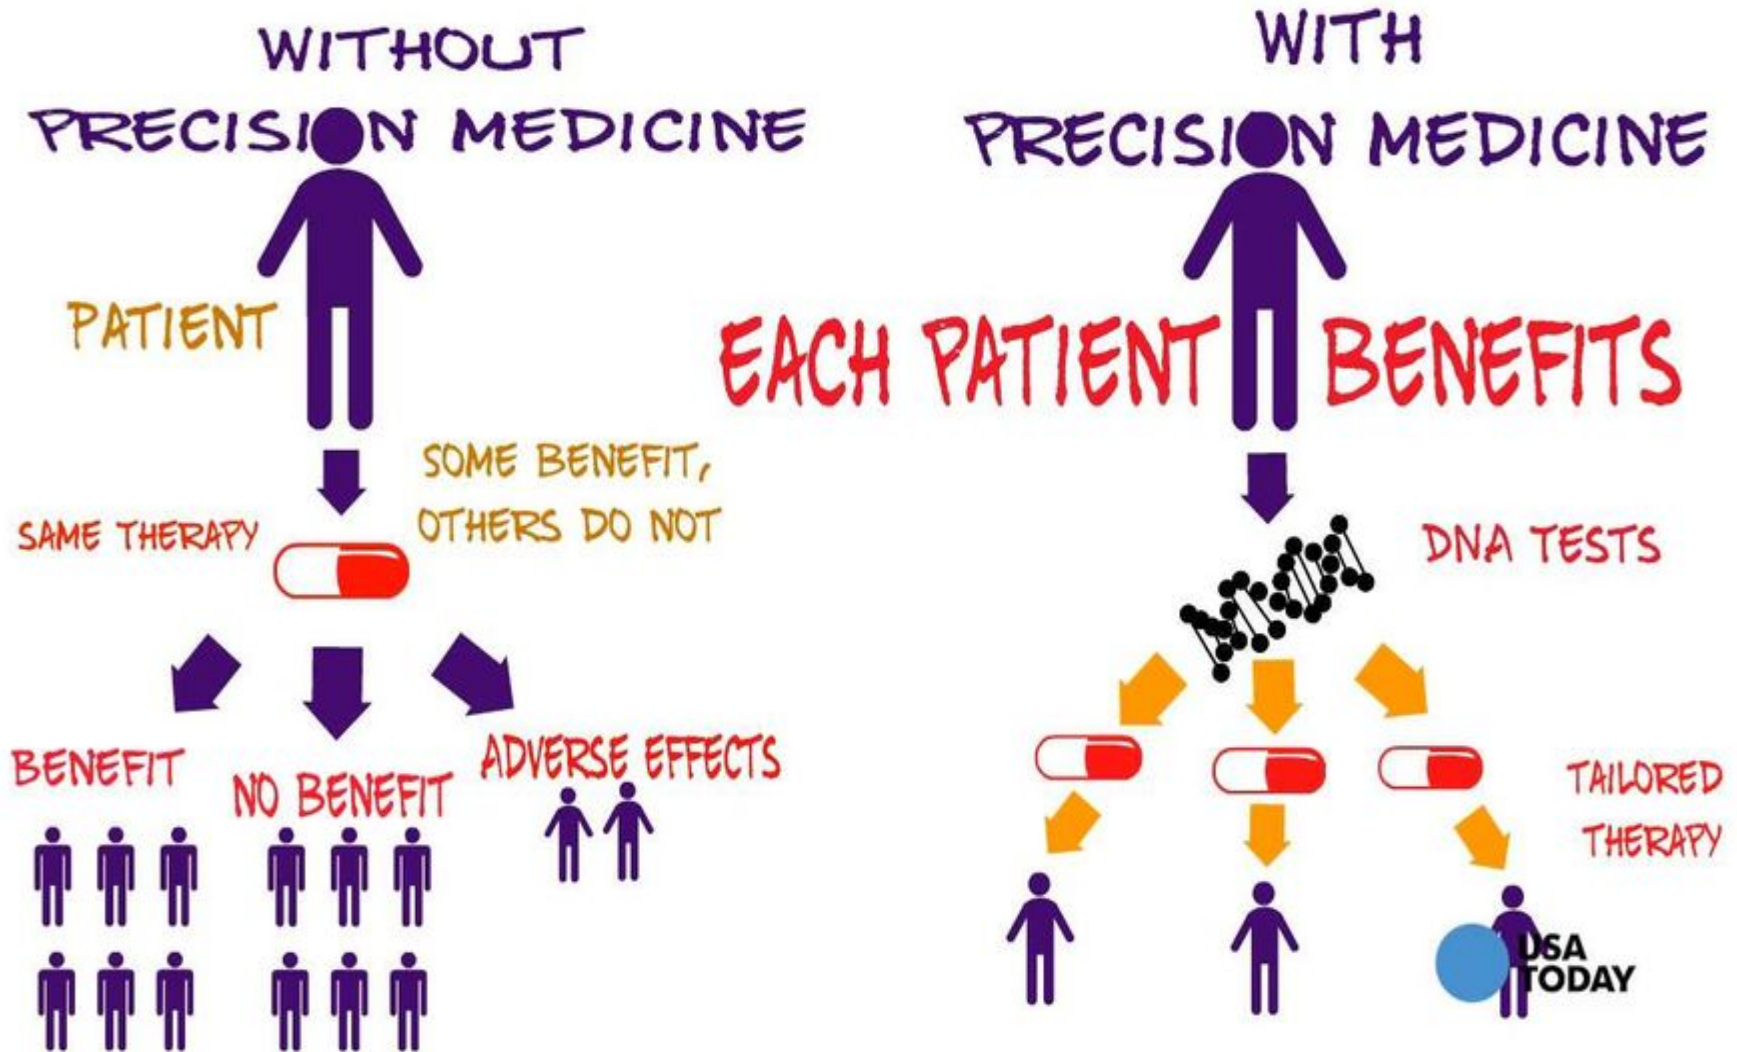 WITHOUT
PRECISION MEDICINE
PATIENT
SOME BENEFIT,
OTHERS DO NOT
SAME THERAPY
BENEFIT
NO BENEFIT
ADVERSE EFFECTS
WITH
PRECISION MEDICINE
EACH PATIENT BENEFITS
DNA TESTS
TAILORED
THERAPY
USA
TODAY